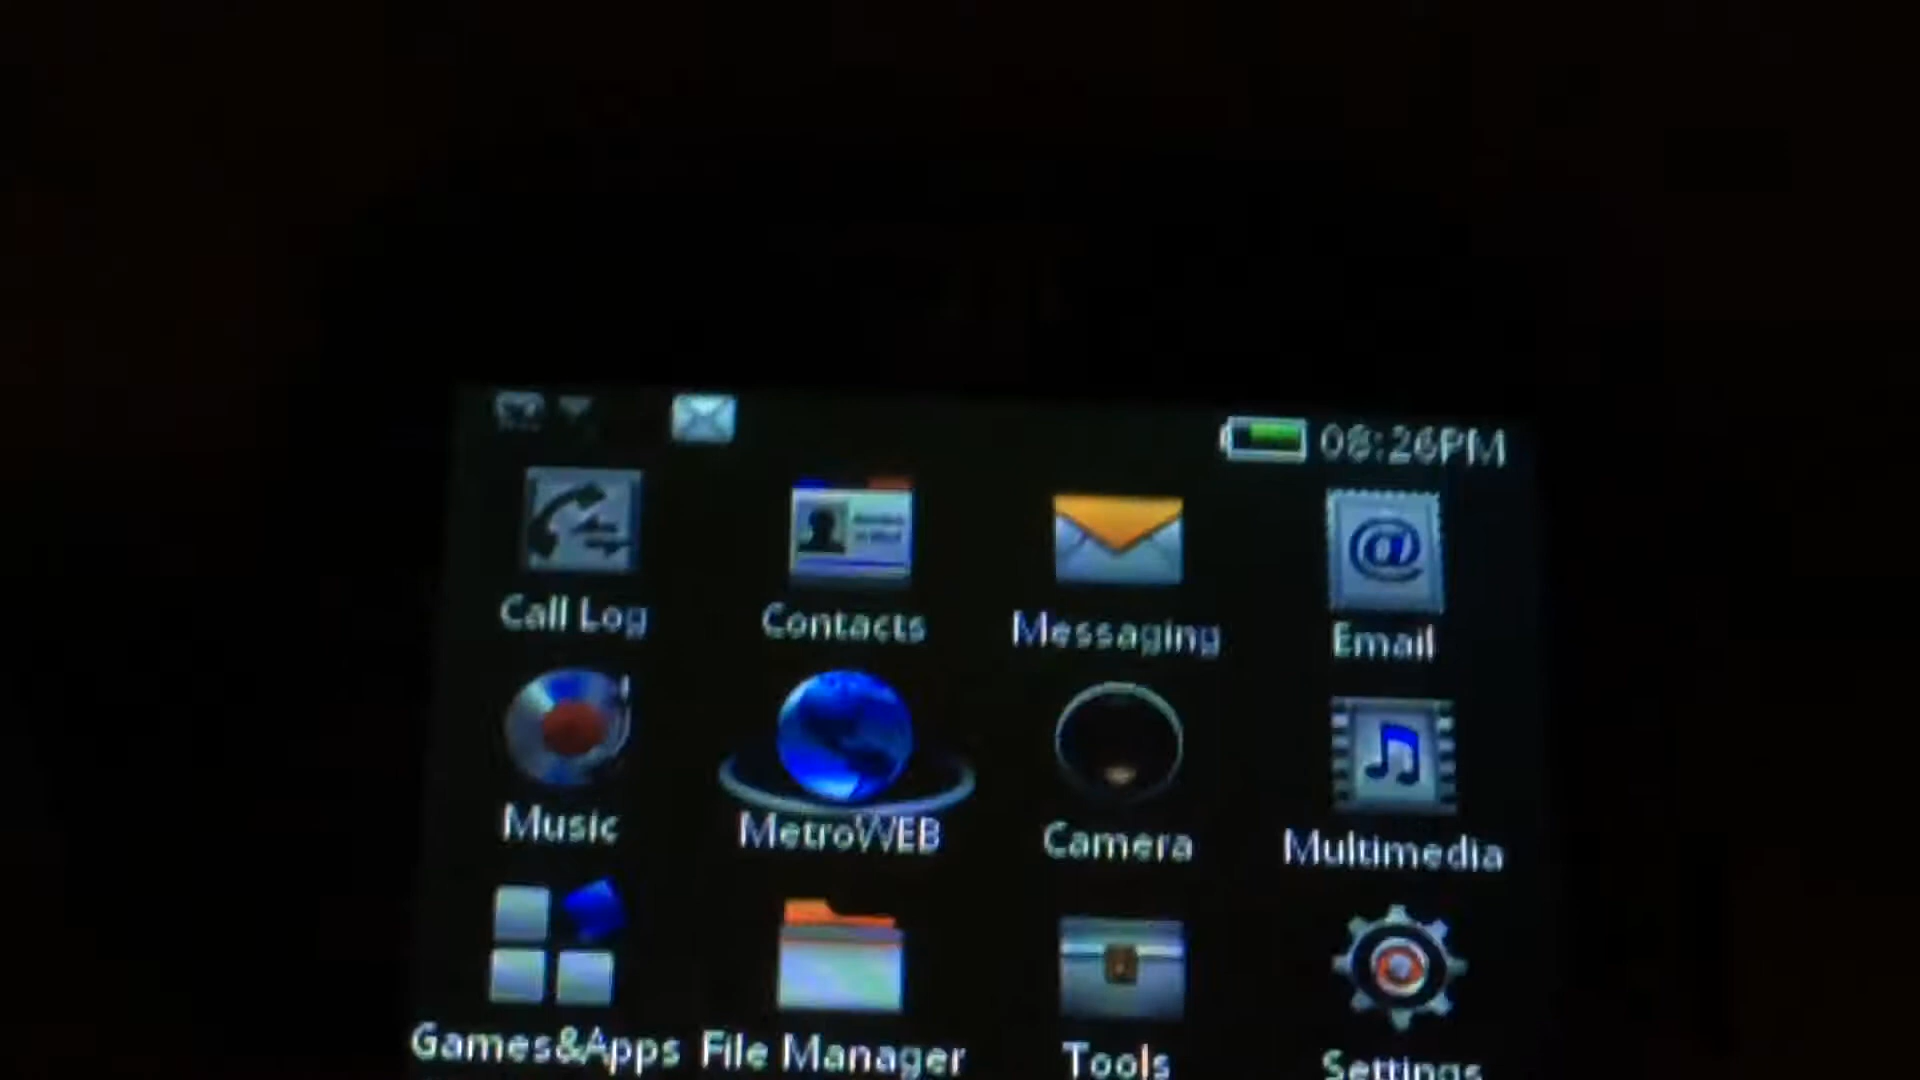 08:26PM
Call Log Contacts Messaging Email
Music MetroWEB Camera Multimedia
Games&Apps File Manager Tools Settings